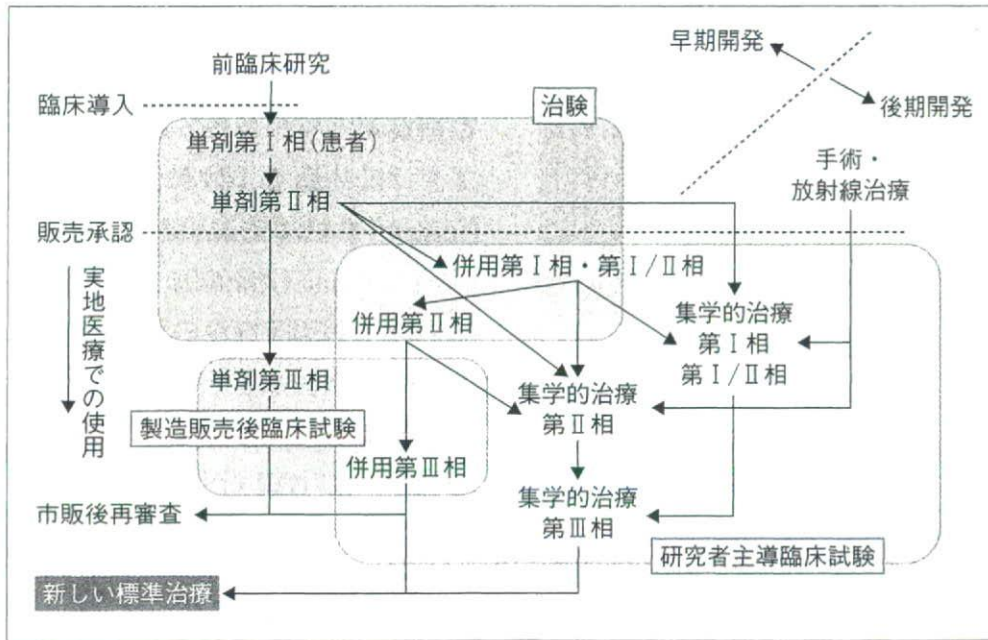 早期開発
前臨床研究
臨床導入
治験
後期開発
単剤第Ⅰ相(患者)
手術・
放射線治療
単剤第Ⅱ相
販売承認
併用第Ⅰ相・第Ⅰ/Ⅱ相
実地医療での使用
併用第Ⅱ相
集学的治療
第Ⅰ相
第Ⅰ/Ⅱ相
単剤第Ⅲ相
集学的治療
第Ⅱ相
製造販売後臨床試験
併用第Ⅲ相
集学的治療
第Ⅲ相
市販後再審査
研究者主導臨床試験
新しい標準治療